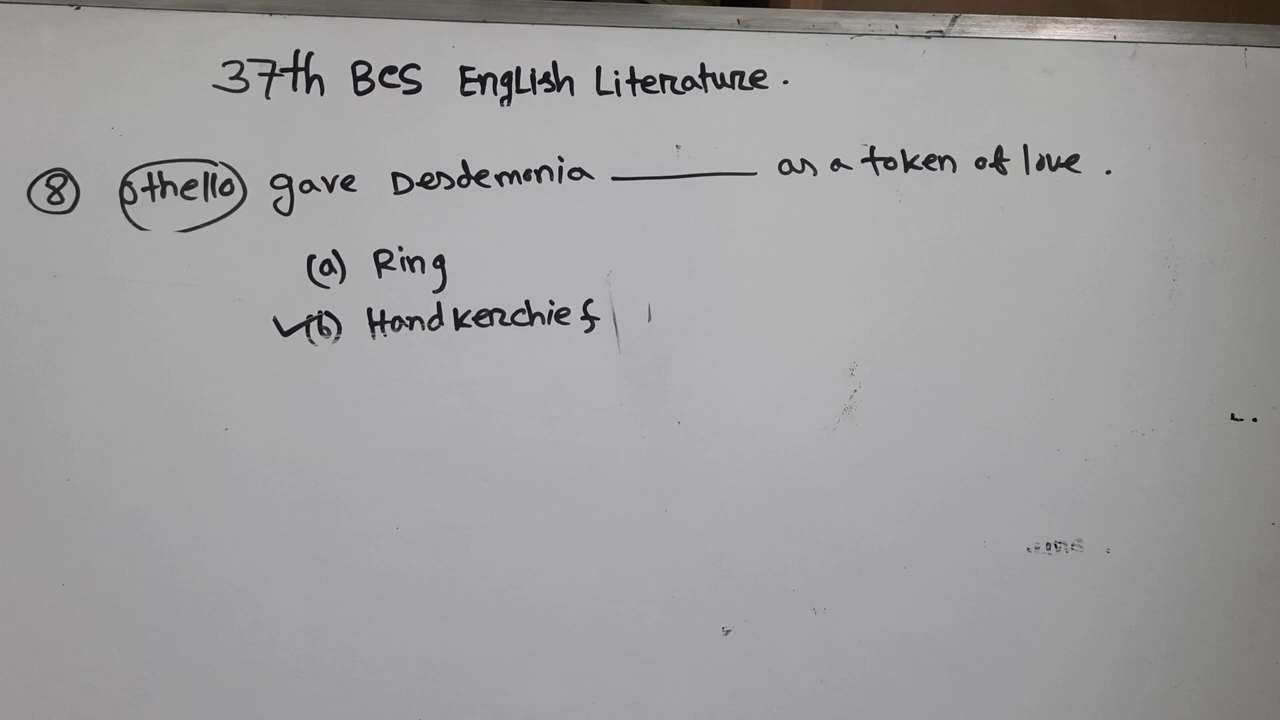 37th BCS English Literature.
8 Othello gave Desdemonia ______ as a token of love.
(a) Ring
(b) Handkerchief